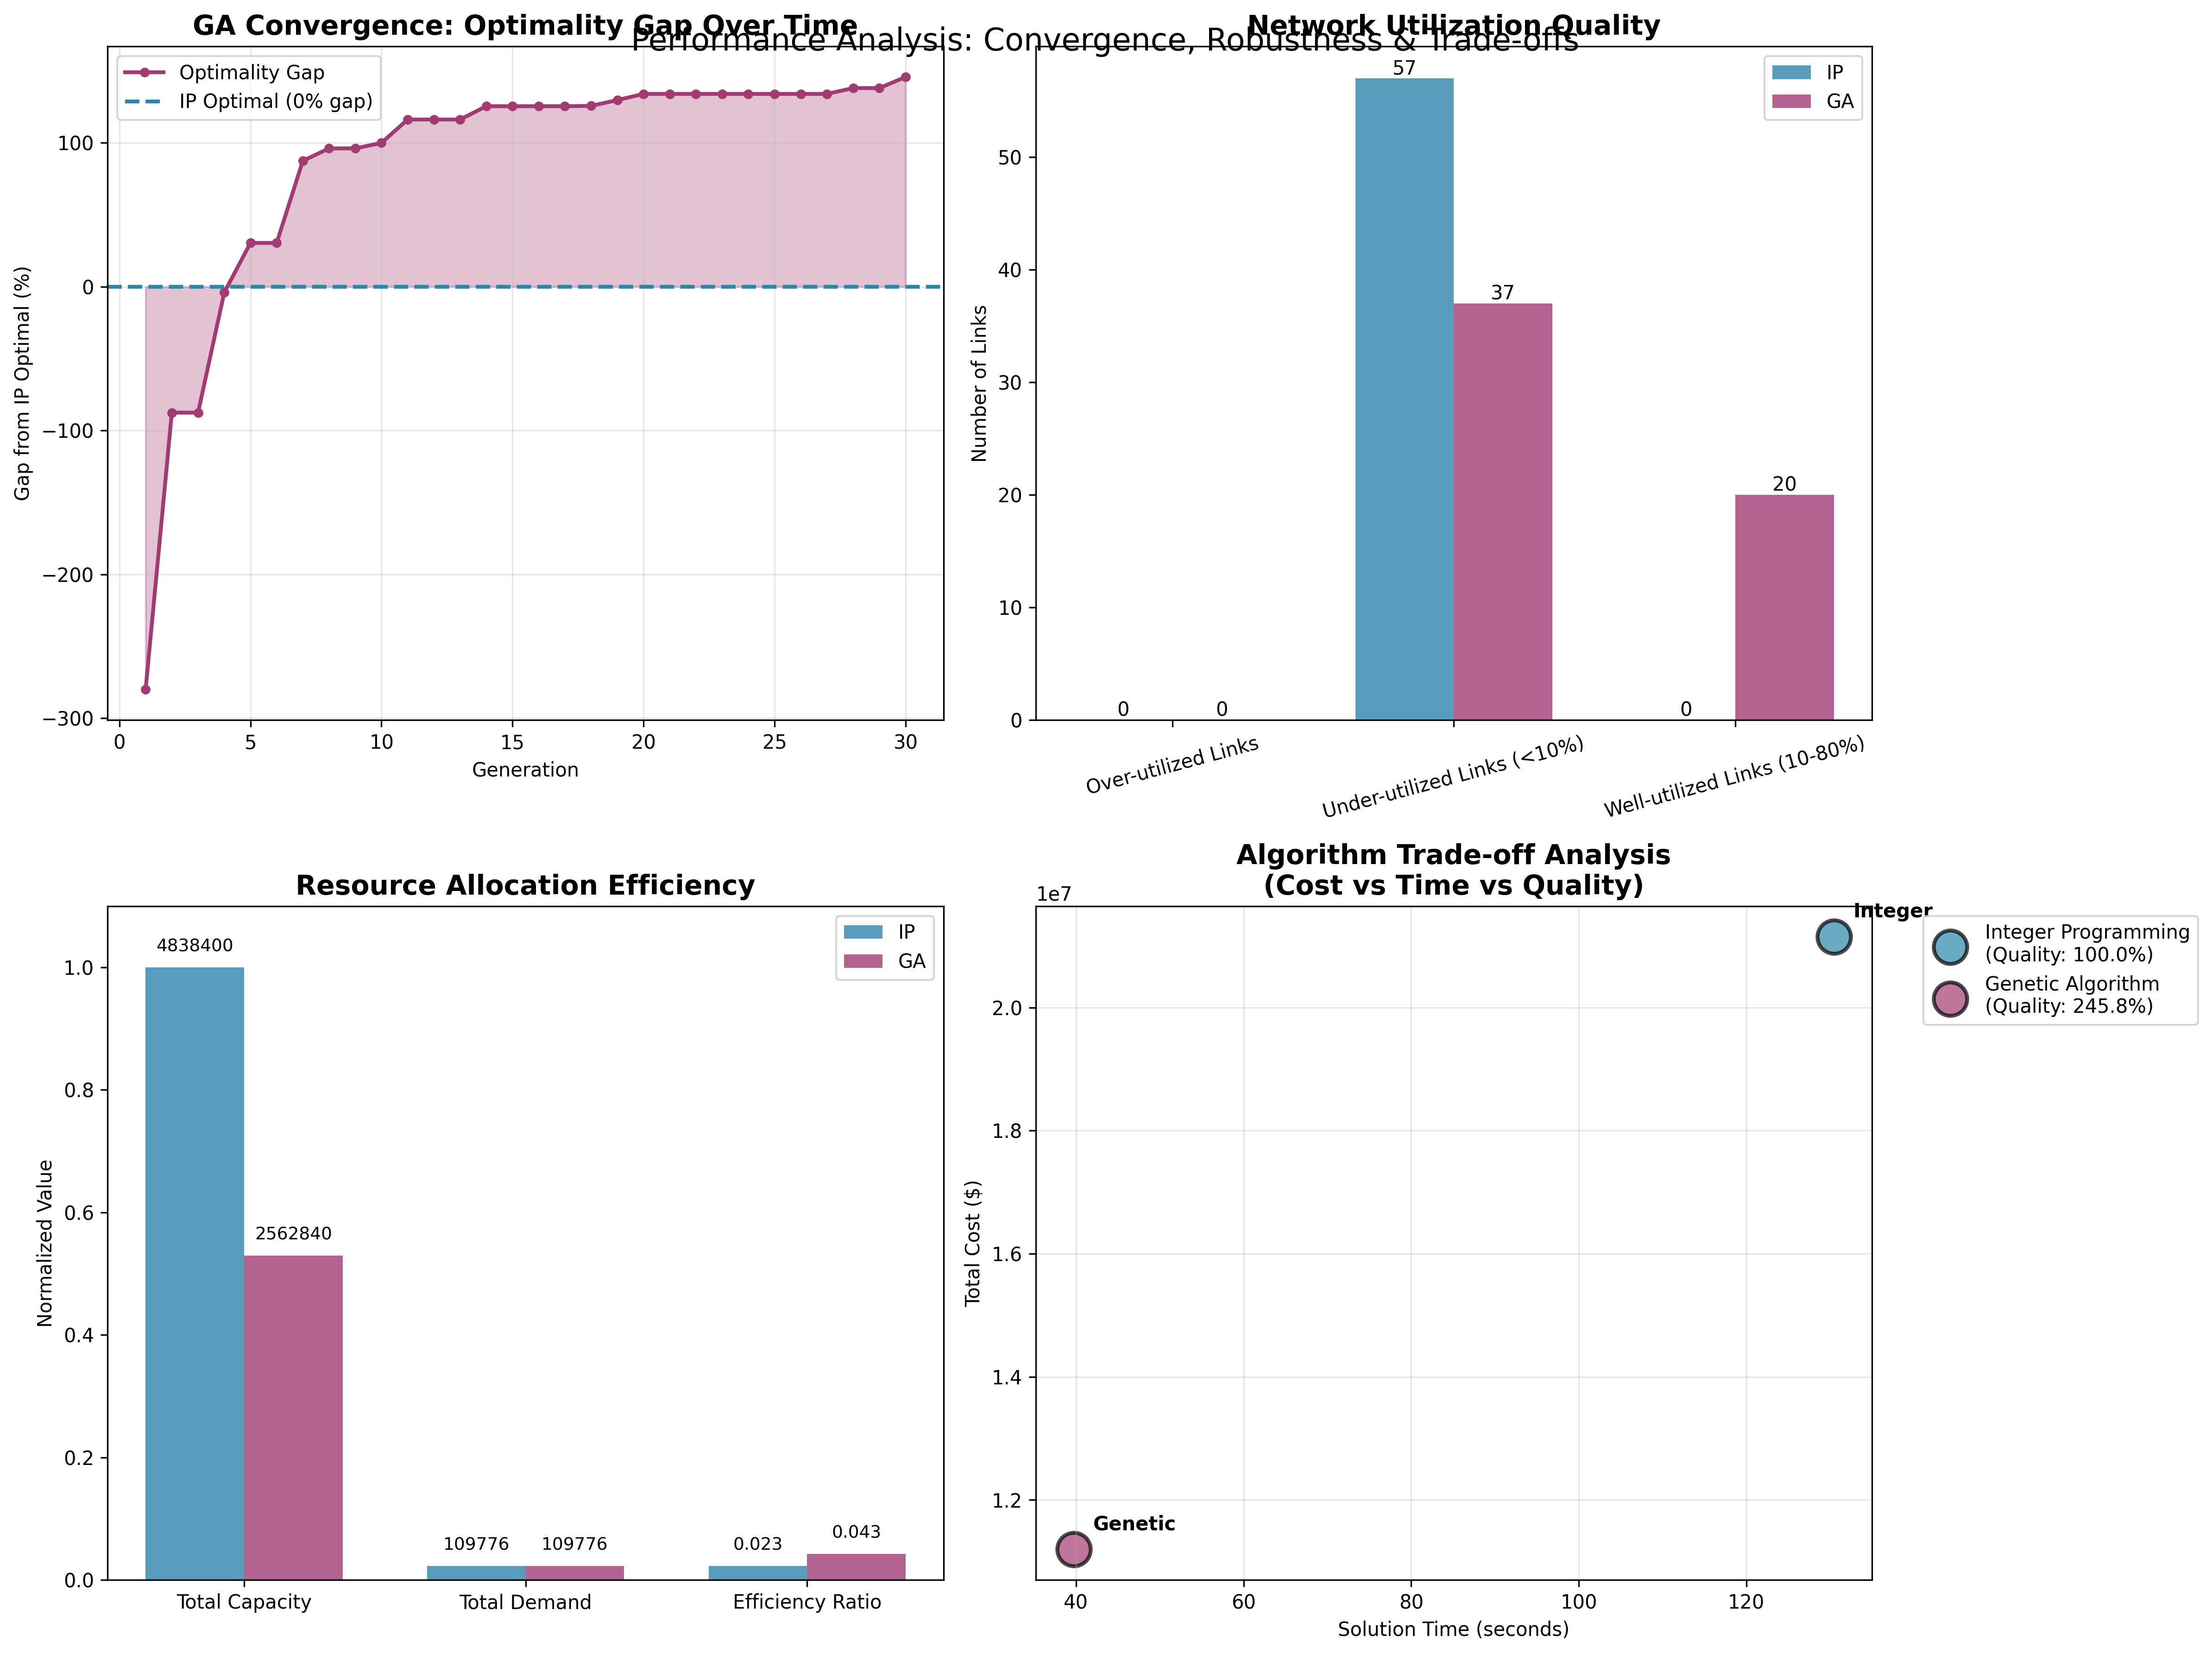 Performance Analysis: Convergence, Robustness & Trade-offs
GA Convergence: Optimality Gap Over Time
Optimality Gap
IP Optimal (0% gap)
Gap from IP Optimal (%)
100
0
−100
−200
−300
0 5 10 15 20 25 30
Generation
Network Utilization Quality
IP
GA
Number of Links
50
40
30
20
10
0
0 0
57
37
0
20
Over-utilized Links
Under-utilized Links (<10%)
Well-utilized Links (10-80%)
Resource Allocation Efficiency
IP
GA
Normalized Value
1.0
0.8
0.6
0.4
0.2
0.0
4838400
2562840
109776 109776
0.023
0.043
Total Capacity Total Demand Efficiency Ratio
Algorithm Trade-off Analysis
(Cost vs Time vs Quality)
1e7
Integer
Integer Programming
(Quality: 100.0%)
Genetic Algorithm
(Quality: 245.8%)
Total Cost ($)
2.0
1.8
1.6
1.4
1.2
Genetic
40 60 80 100 120
Solution Time (seconds)